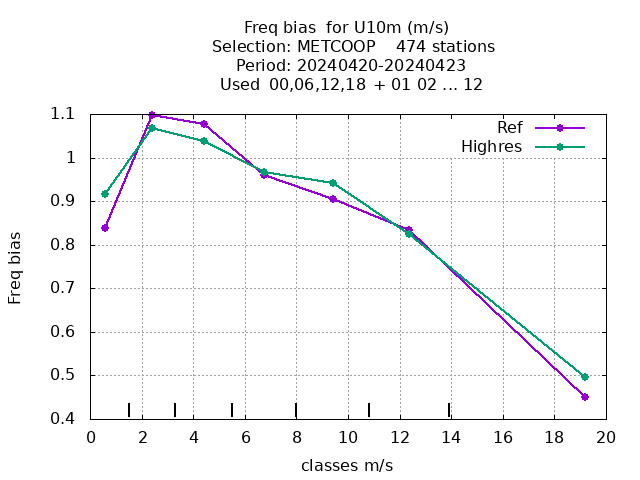 Freq bias  for U10m (m/s)
Selection: METCOOP    474 stations
Period: 20240420-20240423
Used  00,06,12,18  + 01 02 ... 12
Ref
Highres
Freq bias
1.1
1
0.9
0.8
0.7
0.6
0.5
0.4
0 2 4 6 8 10 12 14 16 18 20
classes m/s